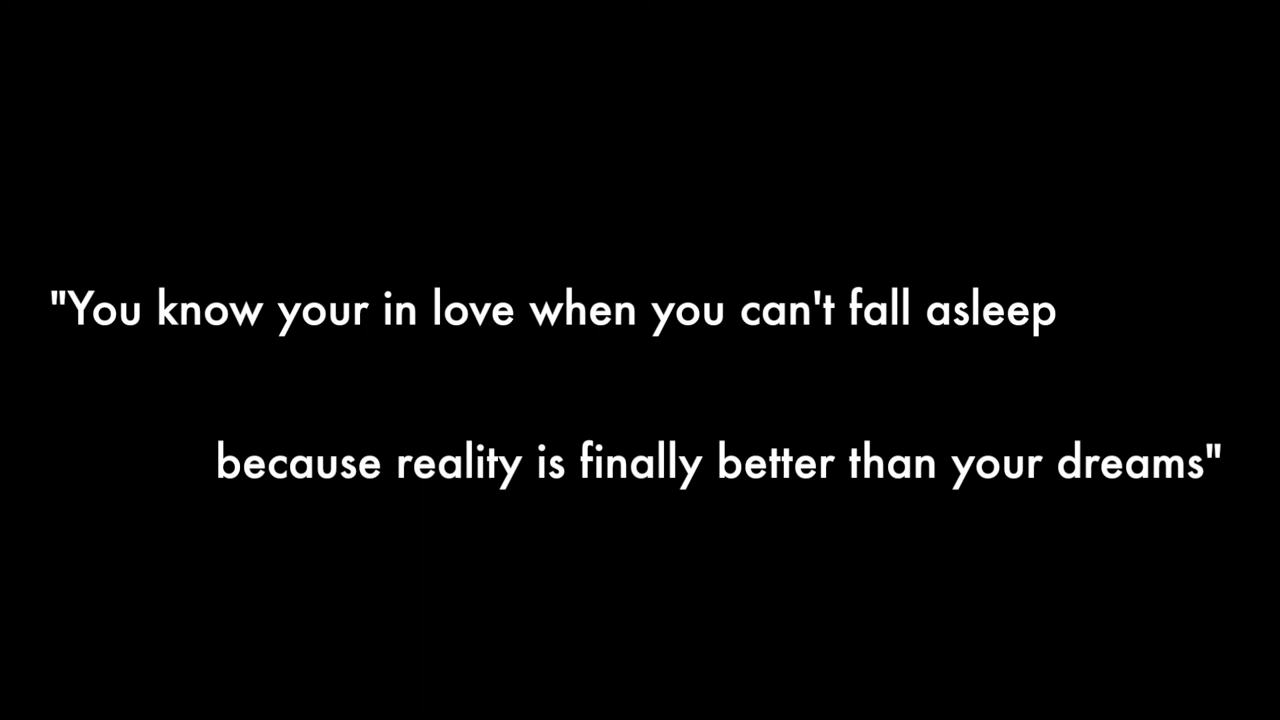 "You know your in love when you can't fall asleep
because reality is finally better than your dreams"